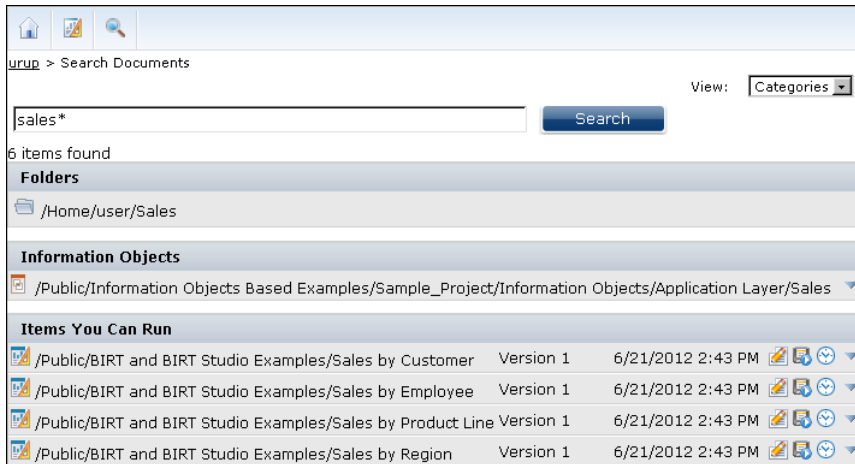 urup > Search Documents
View: Categories
sales*
Search
6 items found
Folders
/Home/user/Sales
Information Objects
/Public/Information Objects Based Examples/Sample_Project/Information Objects/Application Layer/Sales
Items You Can Run
/Public/BIRT and BIRT Studio Examples/Sales by Customer Version 1 6/21/2012 2:43 PM
/Public/BIRT and BIRT Studio Examples/Sales by Employee Version 1 6/21/2012 2:43 PM
/Public/BIRT and BIRT Studio Examples/Sales by Product Line Version 1 6/21/2012 2:43 PM
/Public/BIRT and BIRT Studio Examples/Sales by Region Version 1 6/21/2012 2:43 PM